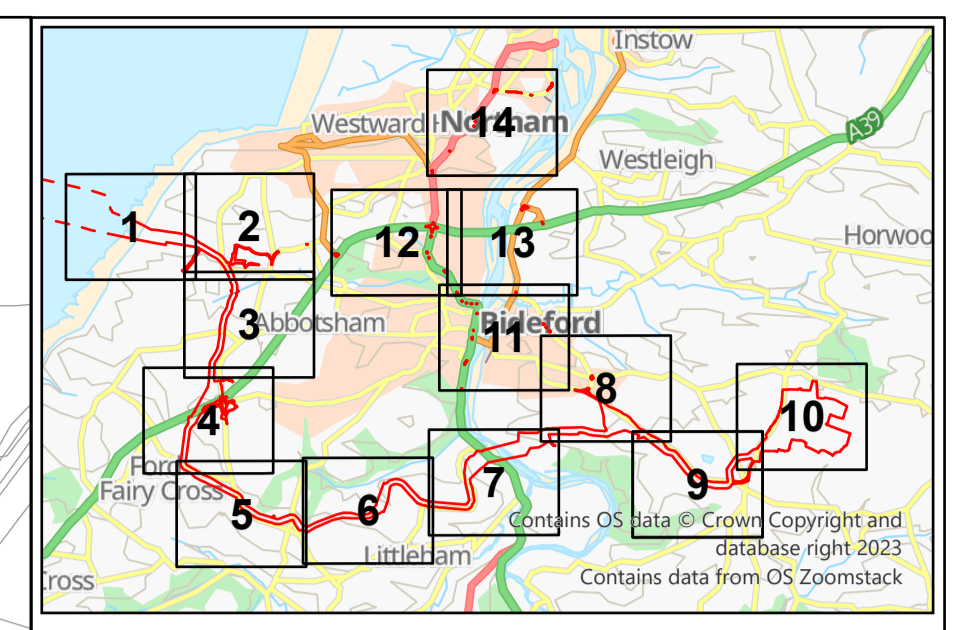 Instow
Westward H
Northam
14
A39
Westleigh
1
2
12
13
Horwoo
3
Abbotsham
Bideford
11
8
4
10
Ford
Fairy Cross
5
6
7
9
Contains OS data © Crown Copyright and
database right 2023
Littleham
Contains data from OS Zoomstack
Cross